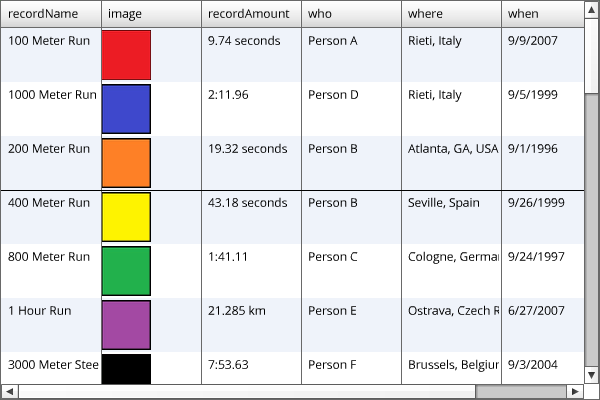 recordName image recordAmount who where when
100 Meter Run 9.74 seconds Person A Rieti, Italy 9/9/2007
1000 Meter Run 2:11.96 Person D Rieti, Italy 9/5/1999
200 Meter Run 19.32 seconds Person B Atlanta, GA, USA 9/1/1996
400 Meter Run 43.18 seconds Person B Seville, Spain 9/26/1999
800 Meter Run 1:41.11 Person C Cologne, Germa 9/24/1997
1 Hour Run 21.285 km Person E Ostrava, Czech R 6/27/2007
3000 Meter Stee 7:53.63 Person F Brussels, Belgiu 9/3/2004